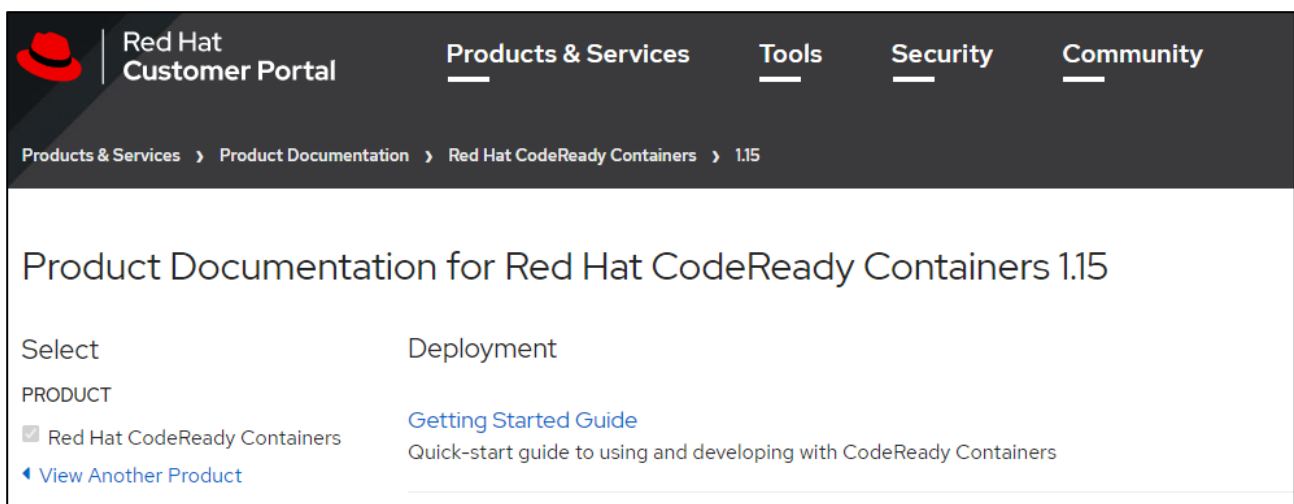 Red Hat
Customer Portal
Products & Services Tools Security Community
Products & Services ❯ Product Documentation ❯ Red Hat CodeReady Containers ❯ 1.15
Product Documentation for Red Hat CodeReady Containers 1.15
Select
PRODUCT
Red Hat CodeReady Containers
View Another Product
Deployment
Getting Started Guide
Quick-start guide to using and developing with CodeReady Containers